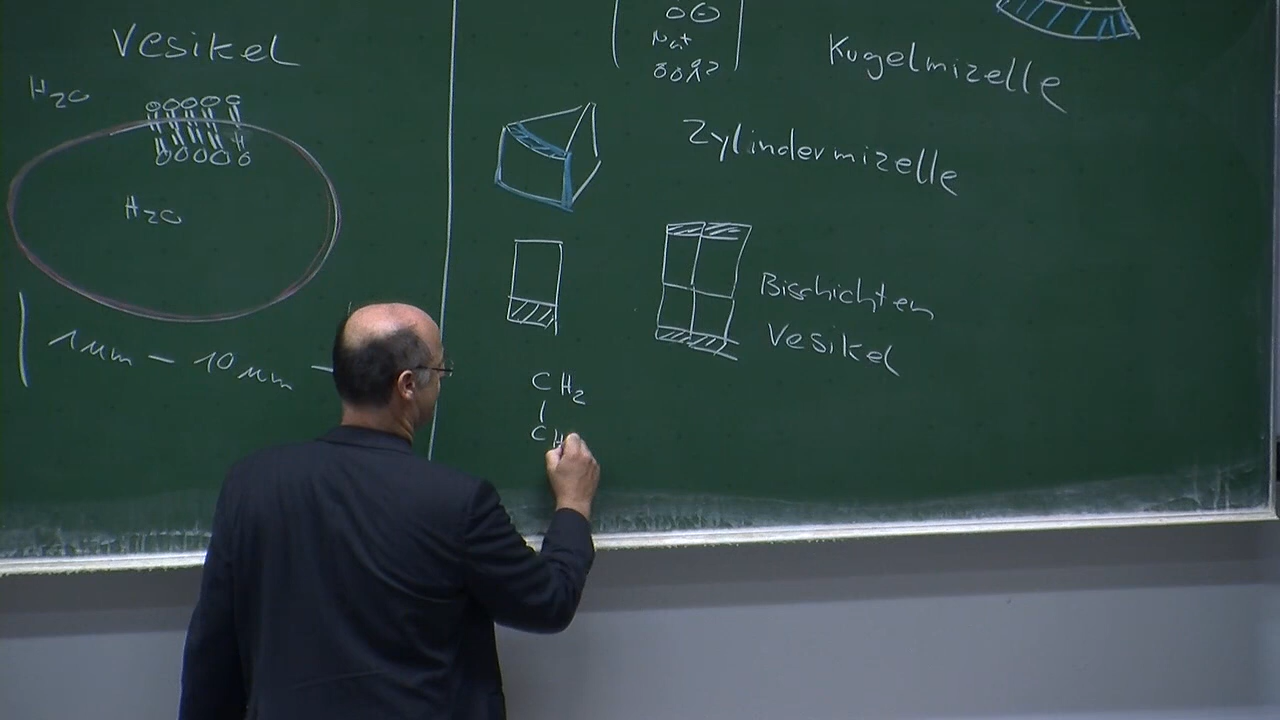 Vesikel
H2O
H2O
1 µm – 10 µm
Na+
Kugelmizelle
Zylindermizelle
Bischichten
Vesikel
CH2
CH